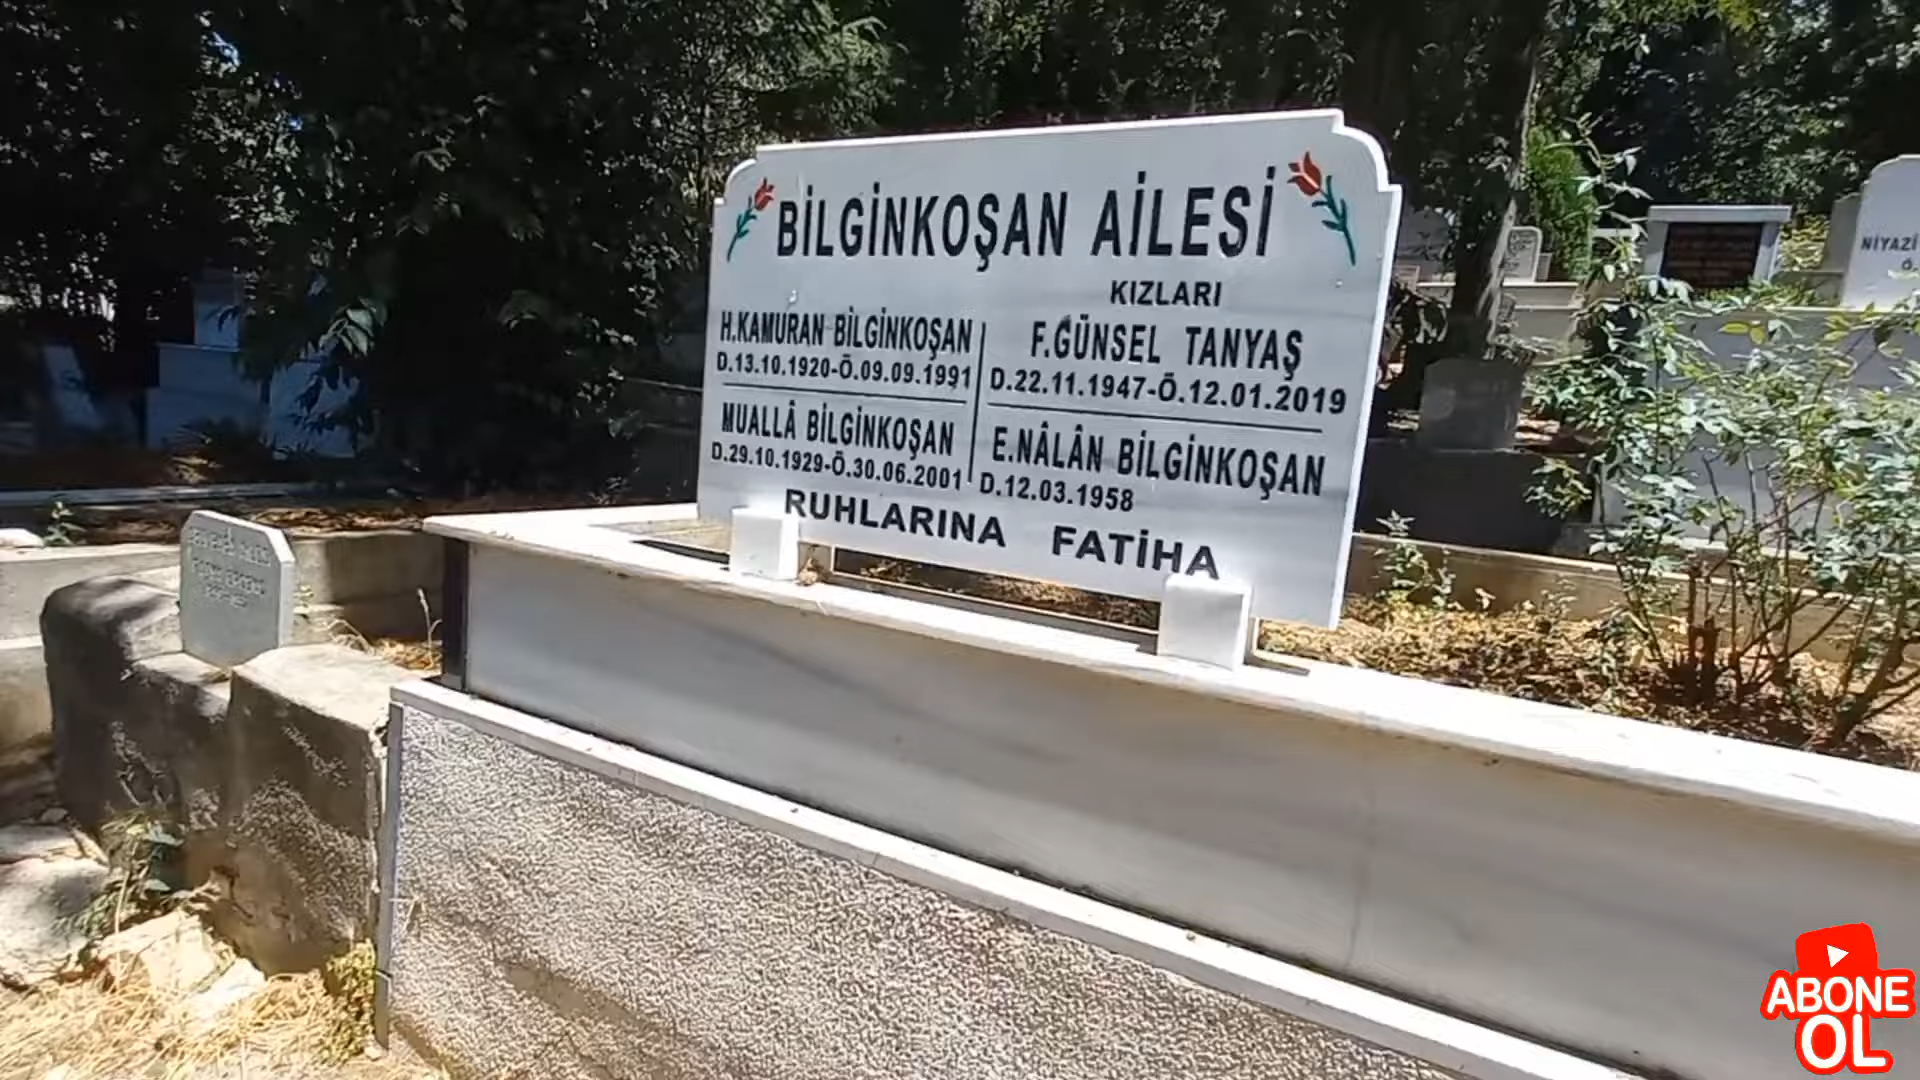 BİLGİNKOŞAN AİLESİ
H.KAMURAN BİLGİNKOŞAN
D.13.10.1920-Ö.09.09.1991
MUALLÂ BİLGİNKOŞAN
D.29.10.1929-Ö.30.06.2001
KIZLARI
F.GÜNSEL TANYAŞ
D.22.11.1947-Ö.12.01.2019
E.NÂLÂN BİLGİNKOŞAN
D.12.03.1958
RUHLARINA FATİHA
NİYAZİ
Ö.
ABONE
OL